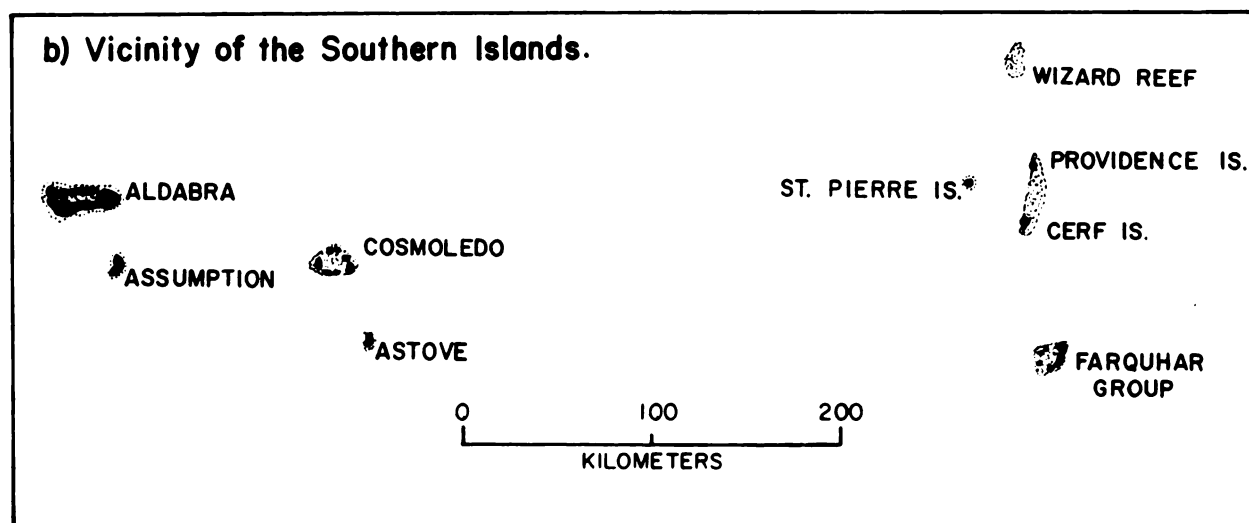 b) Vicinity of the Southern Islands.
WIZARD REEF
PROVIDENCE IS.
ALDABRA
ST. PIERRE IS.
CERF IS.
COSMOLEDO
ASSUMPTION
ASTOVE
FARQUHAR
GROUP
0 100 200
KILOMETERS